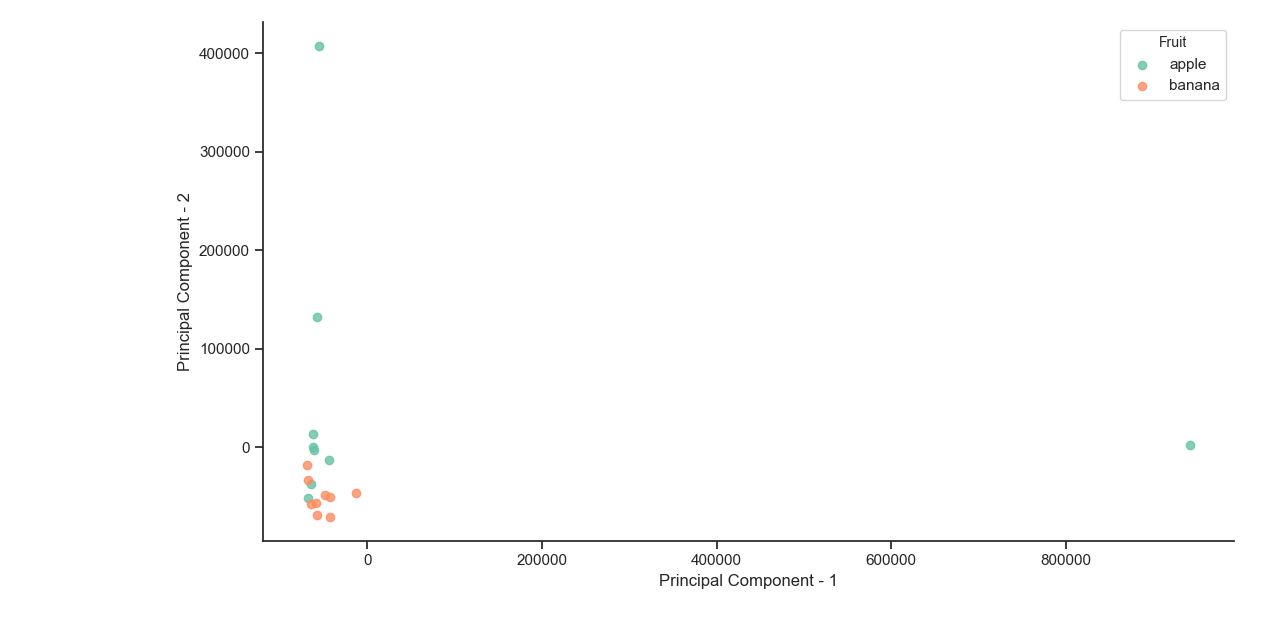 Fruit
apple
banana
400000
300000
200000
100000
0
Principal Component - 2
0
200000
400000
600000
800000
Principal Component - 1